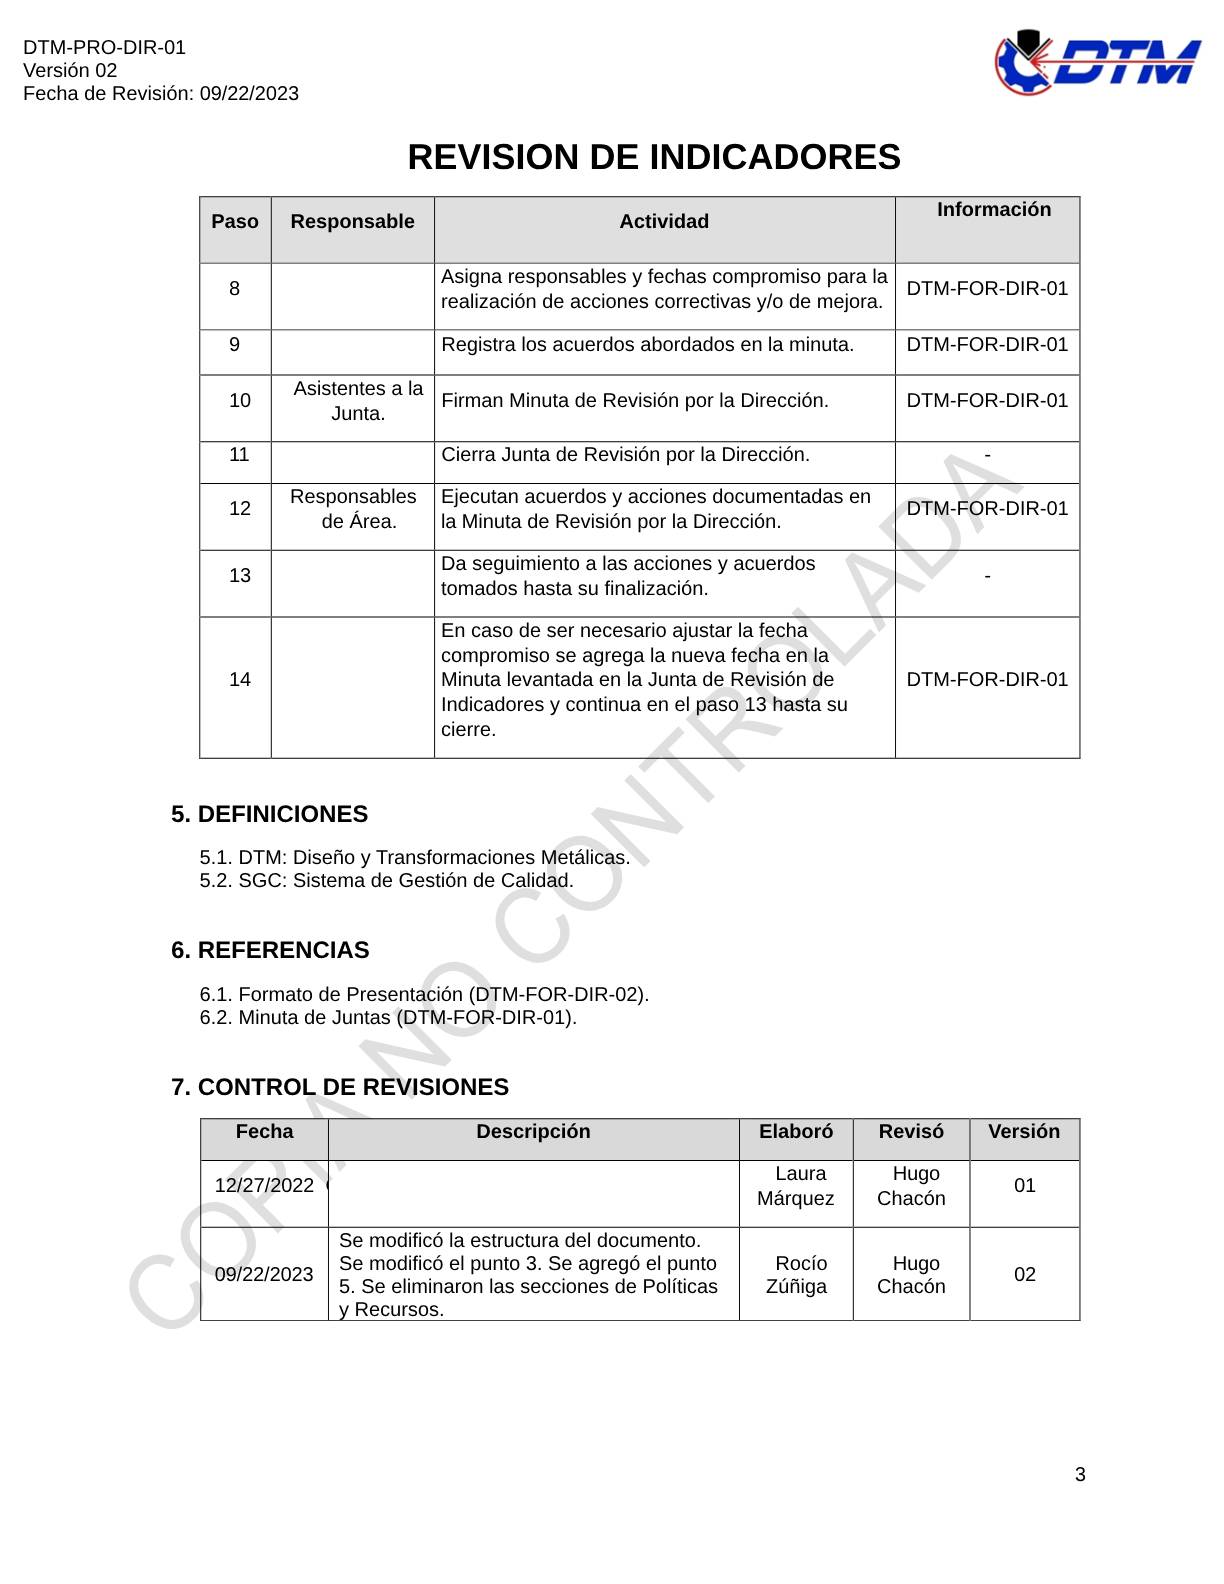 DTM-PRO-DIR-01
Versión 02
Fecha de Revisión: 09/22/2023
DTM
REVISION DE INDICADORES
Paso Responsable Actividad Información
8 Asigna responsables y fechas compromiso para la
realización de acciones correctivas y/o de mejora. DTM-FOR-DIR-01
9 Registra los acuerdos abordados en la minuta. DTM-FOR-DIR-01
10 Asistentes a la
Junta. Firman Minuta de Revisión por la Dirección. DTM-FOR-DIR-01
11 Cierra Junta de Revisión por la Dirección. -
12 Responsables
de Área. Ejecutan acuerdos y acciones documentadas en
la Minuta de Revisión por la Dirección. DTM-FOR-DIR-01
13 Da seguimiento a las acciones y acuerdos
tomados hasta su finalización. -
14 En caso de ser necesario ajustar la fecha
compromiso se agrega la nueva fecha en la
Minuta levantada en la Junta de Revisión de
Indicadores y continua en el paso 13 hasta su
cierre. DTM-FOR-DIR-01
5. DEFINICIONES
5.1. DTM: Diseño y Transformaciones Metálicas.
5.2. SGC: Sistema de Gestión de Calidad.
6. REFERENCIAS
6.1. Formato de Presentación (DTM-FOR-DIR-02).
6.2. Minuta de Juntas (DTM-FOR-DIR-01).
7. CONTROL DE REVISIONES
Fecha Descripción Elaboró Revisó Versión
12/27/2022 Laura
Márquez Hugo
Chacón 01
09/22/2023 Se modificó la estructura del documento.
Se modificó el punto 3. Se agregó el punto
5. Se eliminaron las secciones de Políticas
y Recursos. Rocío
Zúñiga Hugo
Chacón 02
COPIA NO CONTROLADA
3